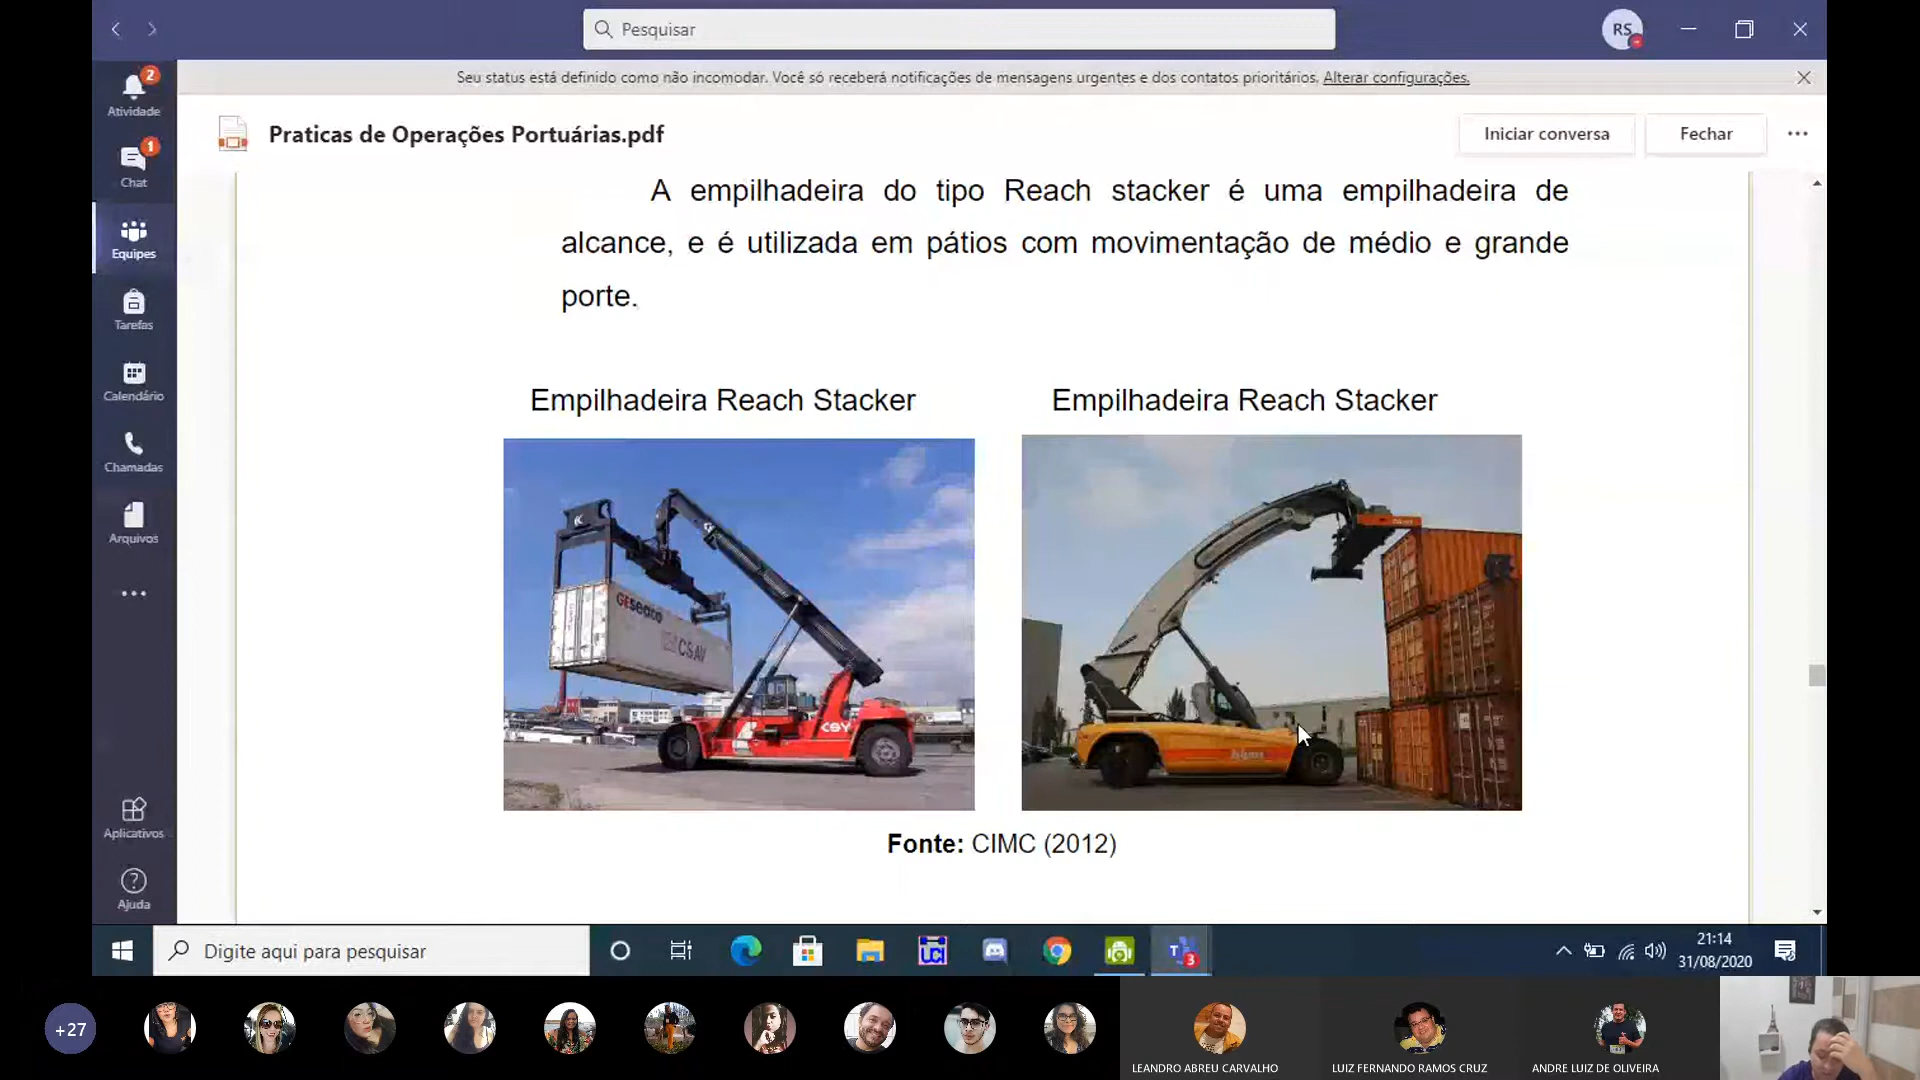 Pesquisar
RS
Seu status está definido como não incomodar. Você só receberá notificações de mensagens urgentes e dos contatos prioritários. Alterar configurações.
2
Atividade
1
Chat
Equipes
Tarefas
Calendário
Chamadas
Arquivos
Aplicativos
Ajuda
Praticas de Operações Portuárias.pdf
Iniciar conversa
Fechar
A empilhadeira do tipo Reach stacker é uma empilhadeira de
alcance, e é utilizada em pátios com movimentação de médio e grande
porte.
Empilhadeira Reach Stacker
Empilhadeira Reach Stacker
GEseaco
CSAV
Fonte: CIMC (2012)
Digite aqui para pesquisar
UCI
T
3
21:14
31/08/2020
+27
LEANDRO ABREU CARVALHO
LUIZ FERNANDO RAMOS CRUZ
ANDRE LUIZ DE OLIVEIRA